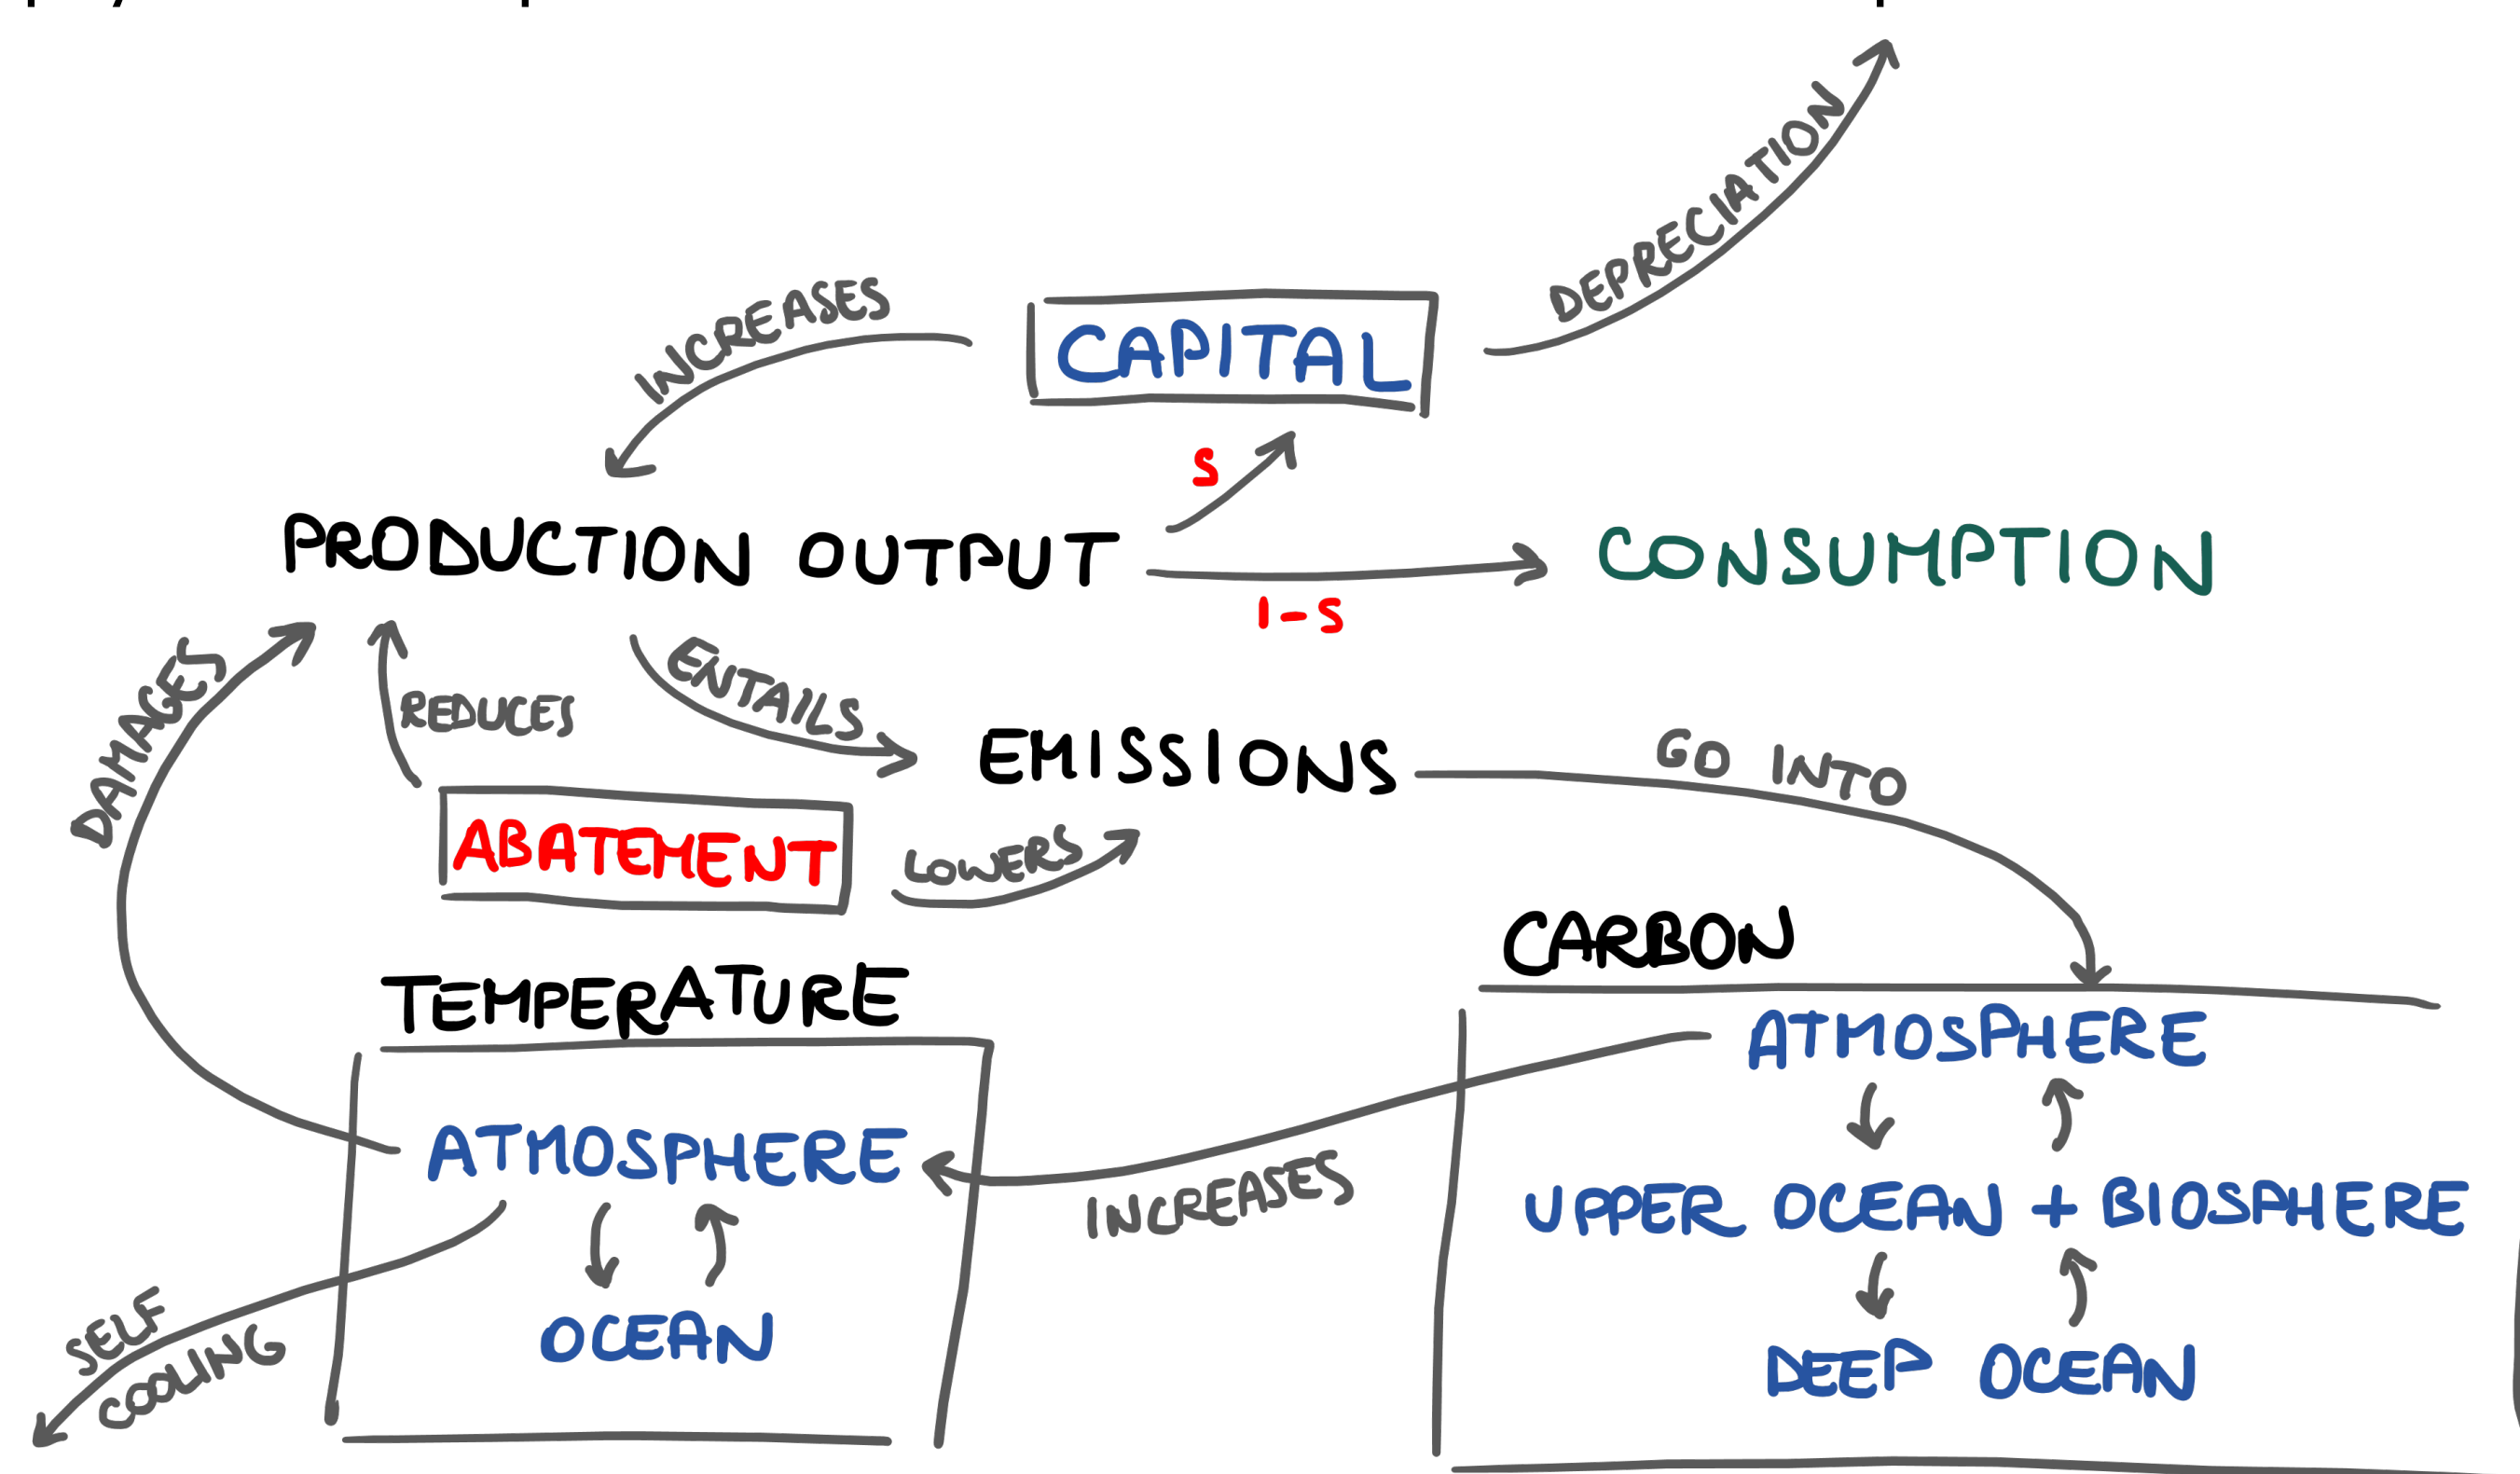 DEPRECIATION
INCREASES
CAPITAL
S
PRODUCTION OUTPUT
CONSUMPTION
1-S
DAMAGES
REDUCES
ENTAILS
EMISSIONS
GO INTO
ABATEMENT
LOWERS
CARBON
TEMPERATURE
ATMOSPHERE
ATMOSPHERE
INCREASES
UPPER OCEAN + BIOSPHERE
SELF
COOLING
OCEAN
DEEP OCEAN